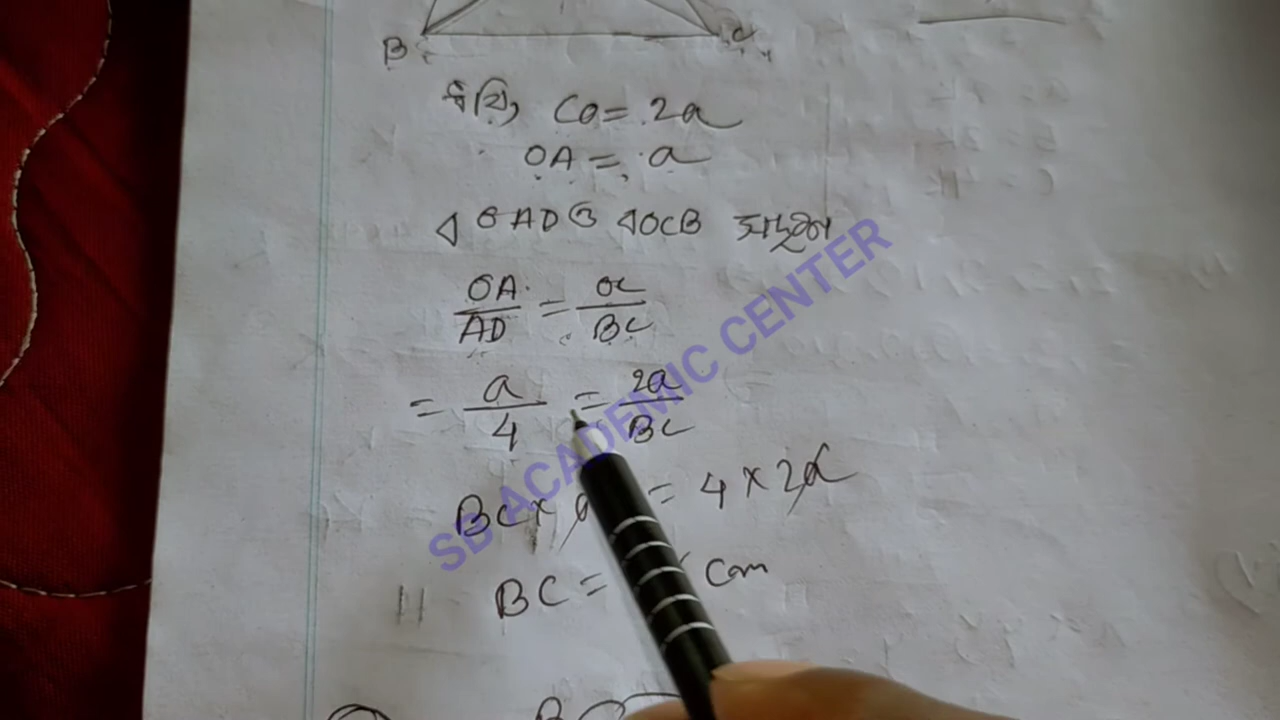 B C
ধরি, CO = 2a
OA = a
△ OAD ও △OCB সদৃশ
OA/AD = OC/BC
= a/4 = 2a/BC
BC × = 4 × 2a
BC = cm
SB ACADEMIC CENTER